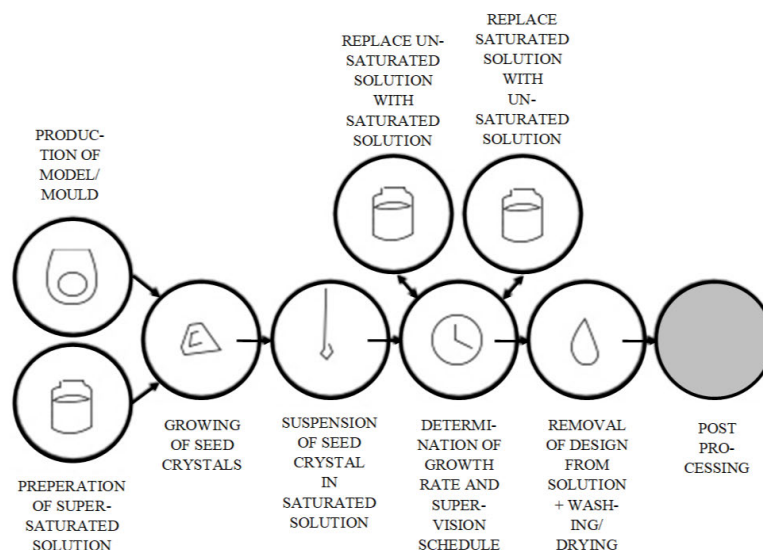 REPLACE UN-
SATURATED
SOLUTION
WITH
SATURATED
SOLUTION
REPLACE
SATURATED
SOLUTION
WITH
UN-
SATURATED
SOLUTION
PRODUC-
TION OF
MODEL/
MOULD
PREPERATION
OF SUPER-
SATURATED
SOLUTION
GROWING
OF SEED
CRYSTALS
SUSPENSION
OF SEED
CRYSTAL
IN
SATURATED
SOLUTION
DETERMI-
NATION OF
GROWTH
RATE AND
SUPER-
VISION
SCHEDULE
REMOVAL
OF DESIGN
FROM
SOLUTION
+ WASH-
ING/
DRYING
POST
PRO-
CESSING